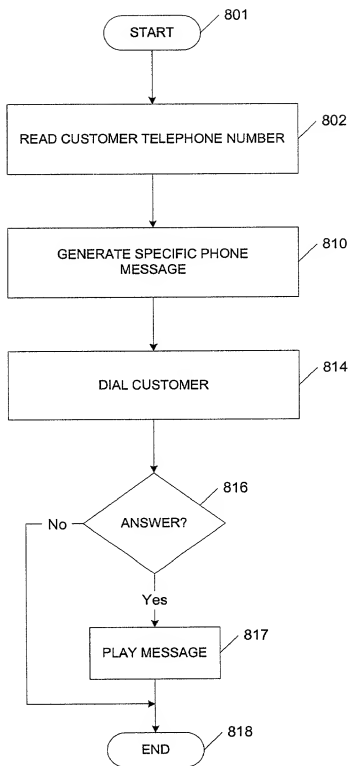 START
801
READ CUSTOMER TELEPHONE NUMBER
802
GENERATE SPECIFIC PHONE
MESSAGE
810
DIAL CUSTOMER
814
ANSWER?
816
No
Yes
PLAY MESSAGE
817
END
818